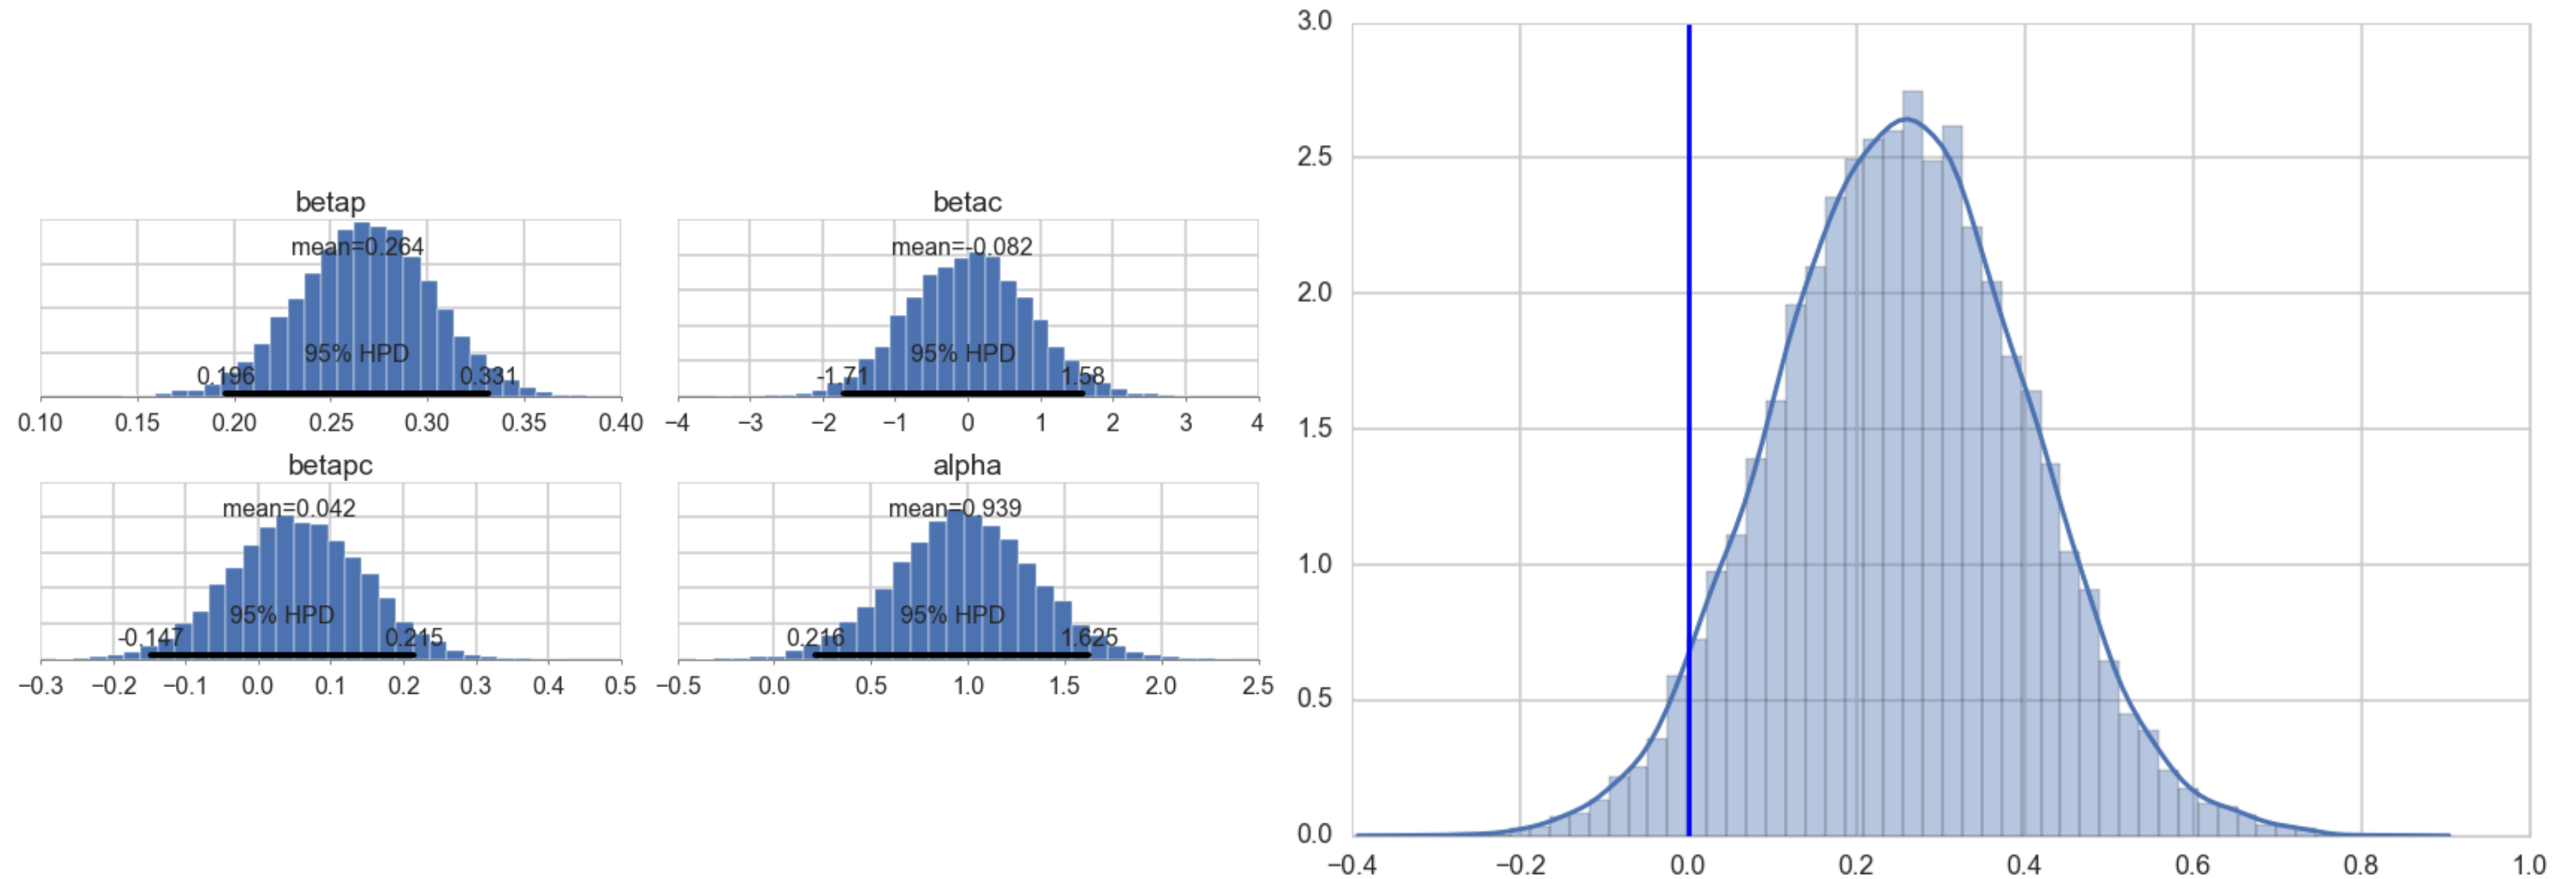 betap
mean=0.264
95% HPD
0.196 0.331
0.10 0.15 0.20 0.25 0.30 0.35 0.40
betac
mean=-0.082
95% HPD
-1.71 1.58
−4 −3 −2 −1 0 1 2 3 4
betapc
mean=0.042
95% HPD
-0.147 0.215
−0.3 −0.2 −0.1 0.0 0.1 0.2 0.3 0.4 0.5
alpha
mean=0.939
95% HPD
0.216 1.625
−0.5 0.0 0.5 1.0 1.5 2.0 2.5
3.0
2.5
2.0
1.5
1.0
0.5
0.0
−0.4 −0.2 0.0 0.2 0.4 0.6 0.8 1.0